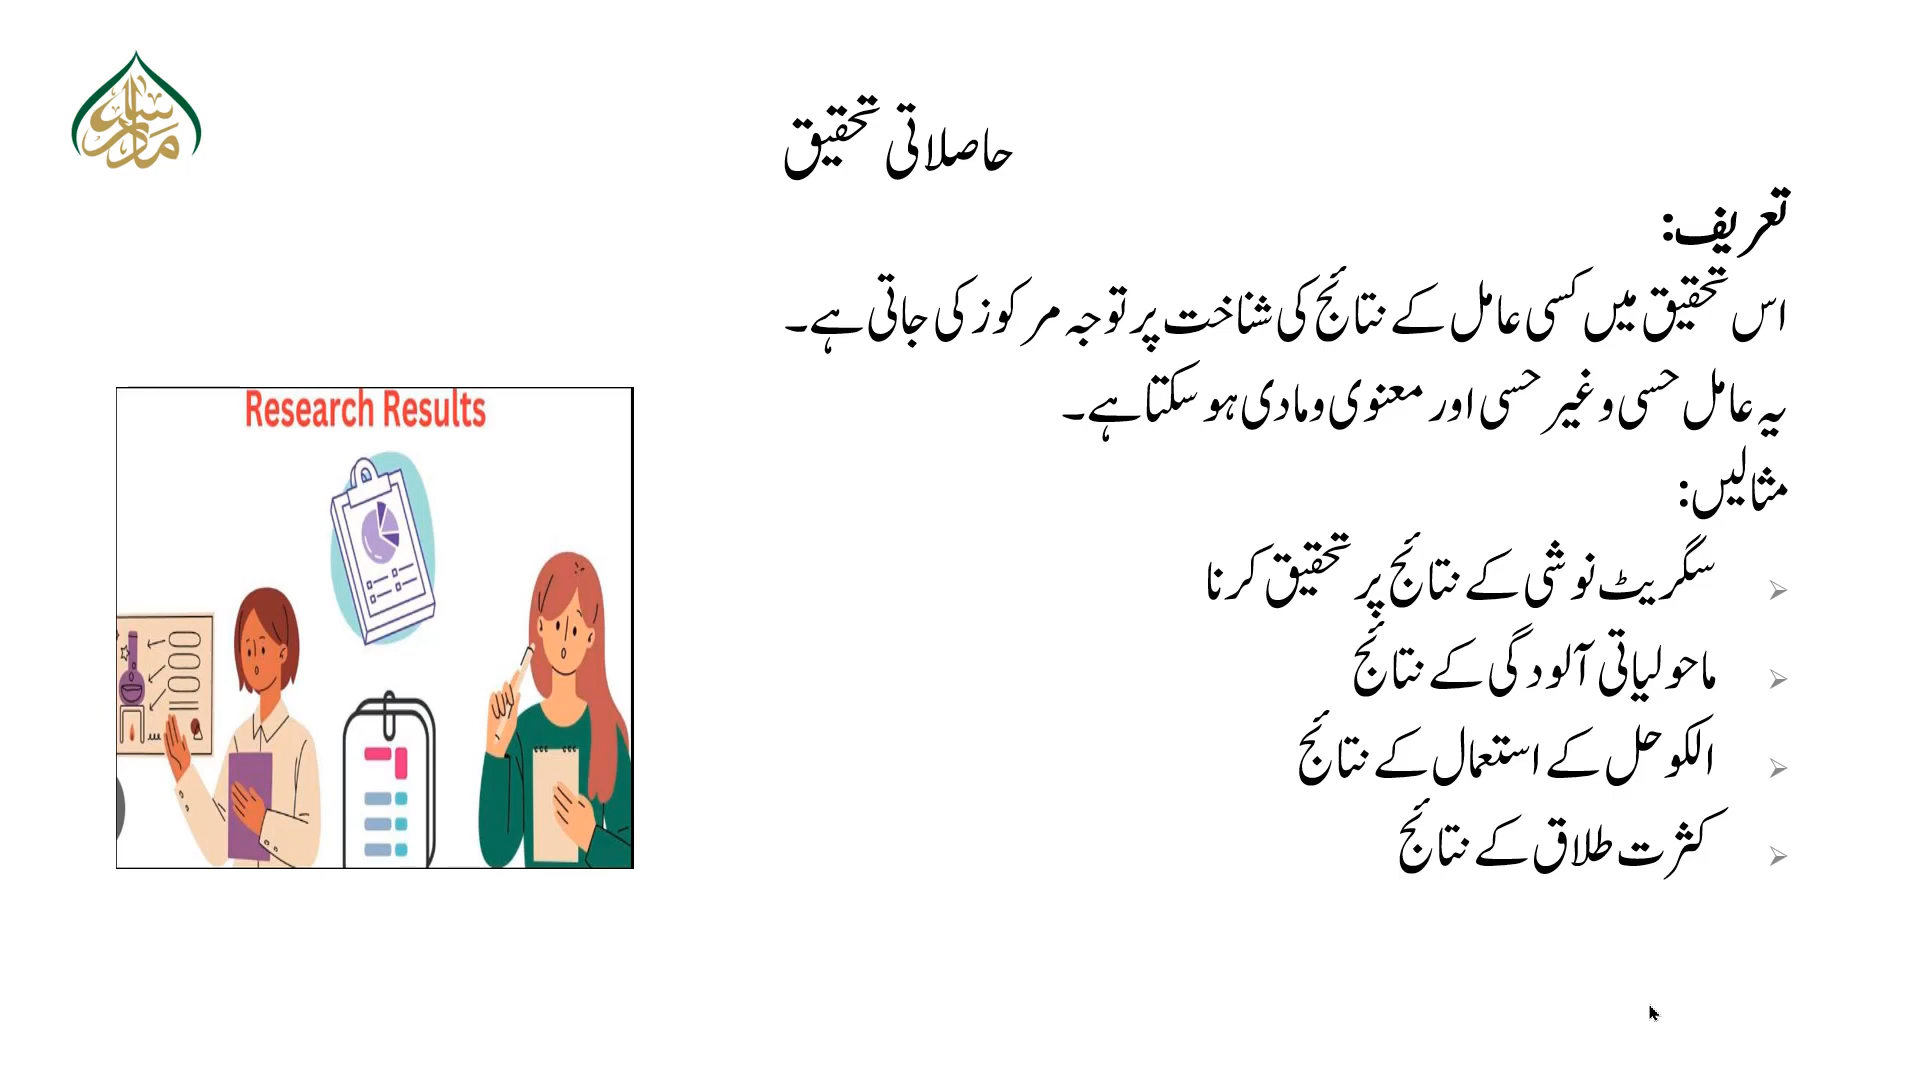 حاصلاتی تحقیق
تعریف:
اس تحقیق میں کسی عامل کے نتائج کی شناخت پر توجہ مرکوز کی جاتی ہے۔
یہ عامل حسی و غیر حسی اور معنوی و مادی ہو سکتا ہے۔
مثالیں:
سگریٹ نوشی کے نتائج پر تحقیق کرنا
ماحولیاتی آلودگی کے نتائج
الکوحل کے استعمال کے نتائج
کثرت طلاق کے نتائج
Research Results